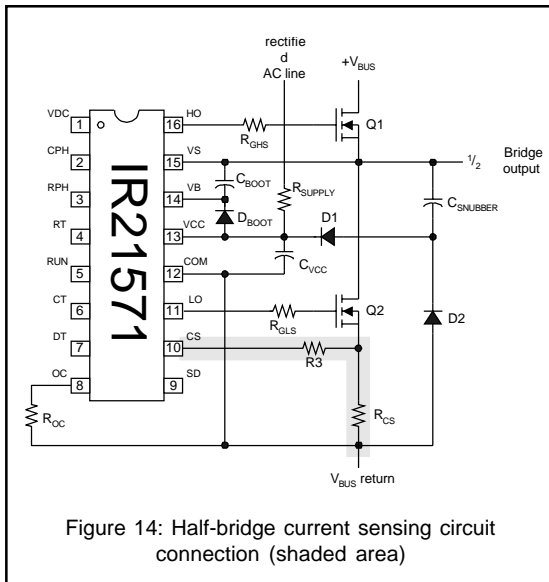 rectifie
d
AC line
+VBUS
VDC
1
CPH
2
RPH
3
RT
4
RUN
5
CT
6
DT
7
OC
8
IR21571
HO
16
VS
15
VB
14
VCC
13
COM
12
LO
11
CS
10
SD
9
RGHS
Q1
1/2 Bridge
output
CBOOT
RSUPPLY
CSNUBBER
DBOOT
D1
CVCC
RGLS
Q2
D2
R3
ROC
RCS
VBUS return
Figure 14: Half-bridge current sensing circuit
connection (shaded area)